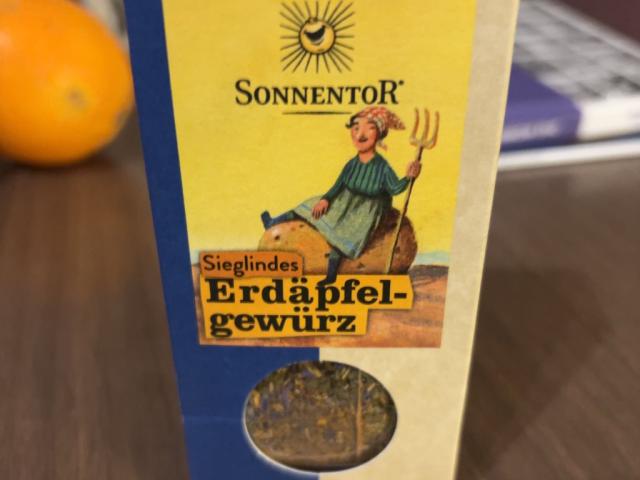 SONNENTOR®
Sieglindes
Erdäpfel-
gewürz